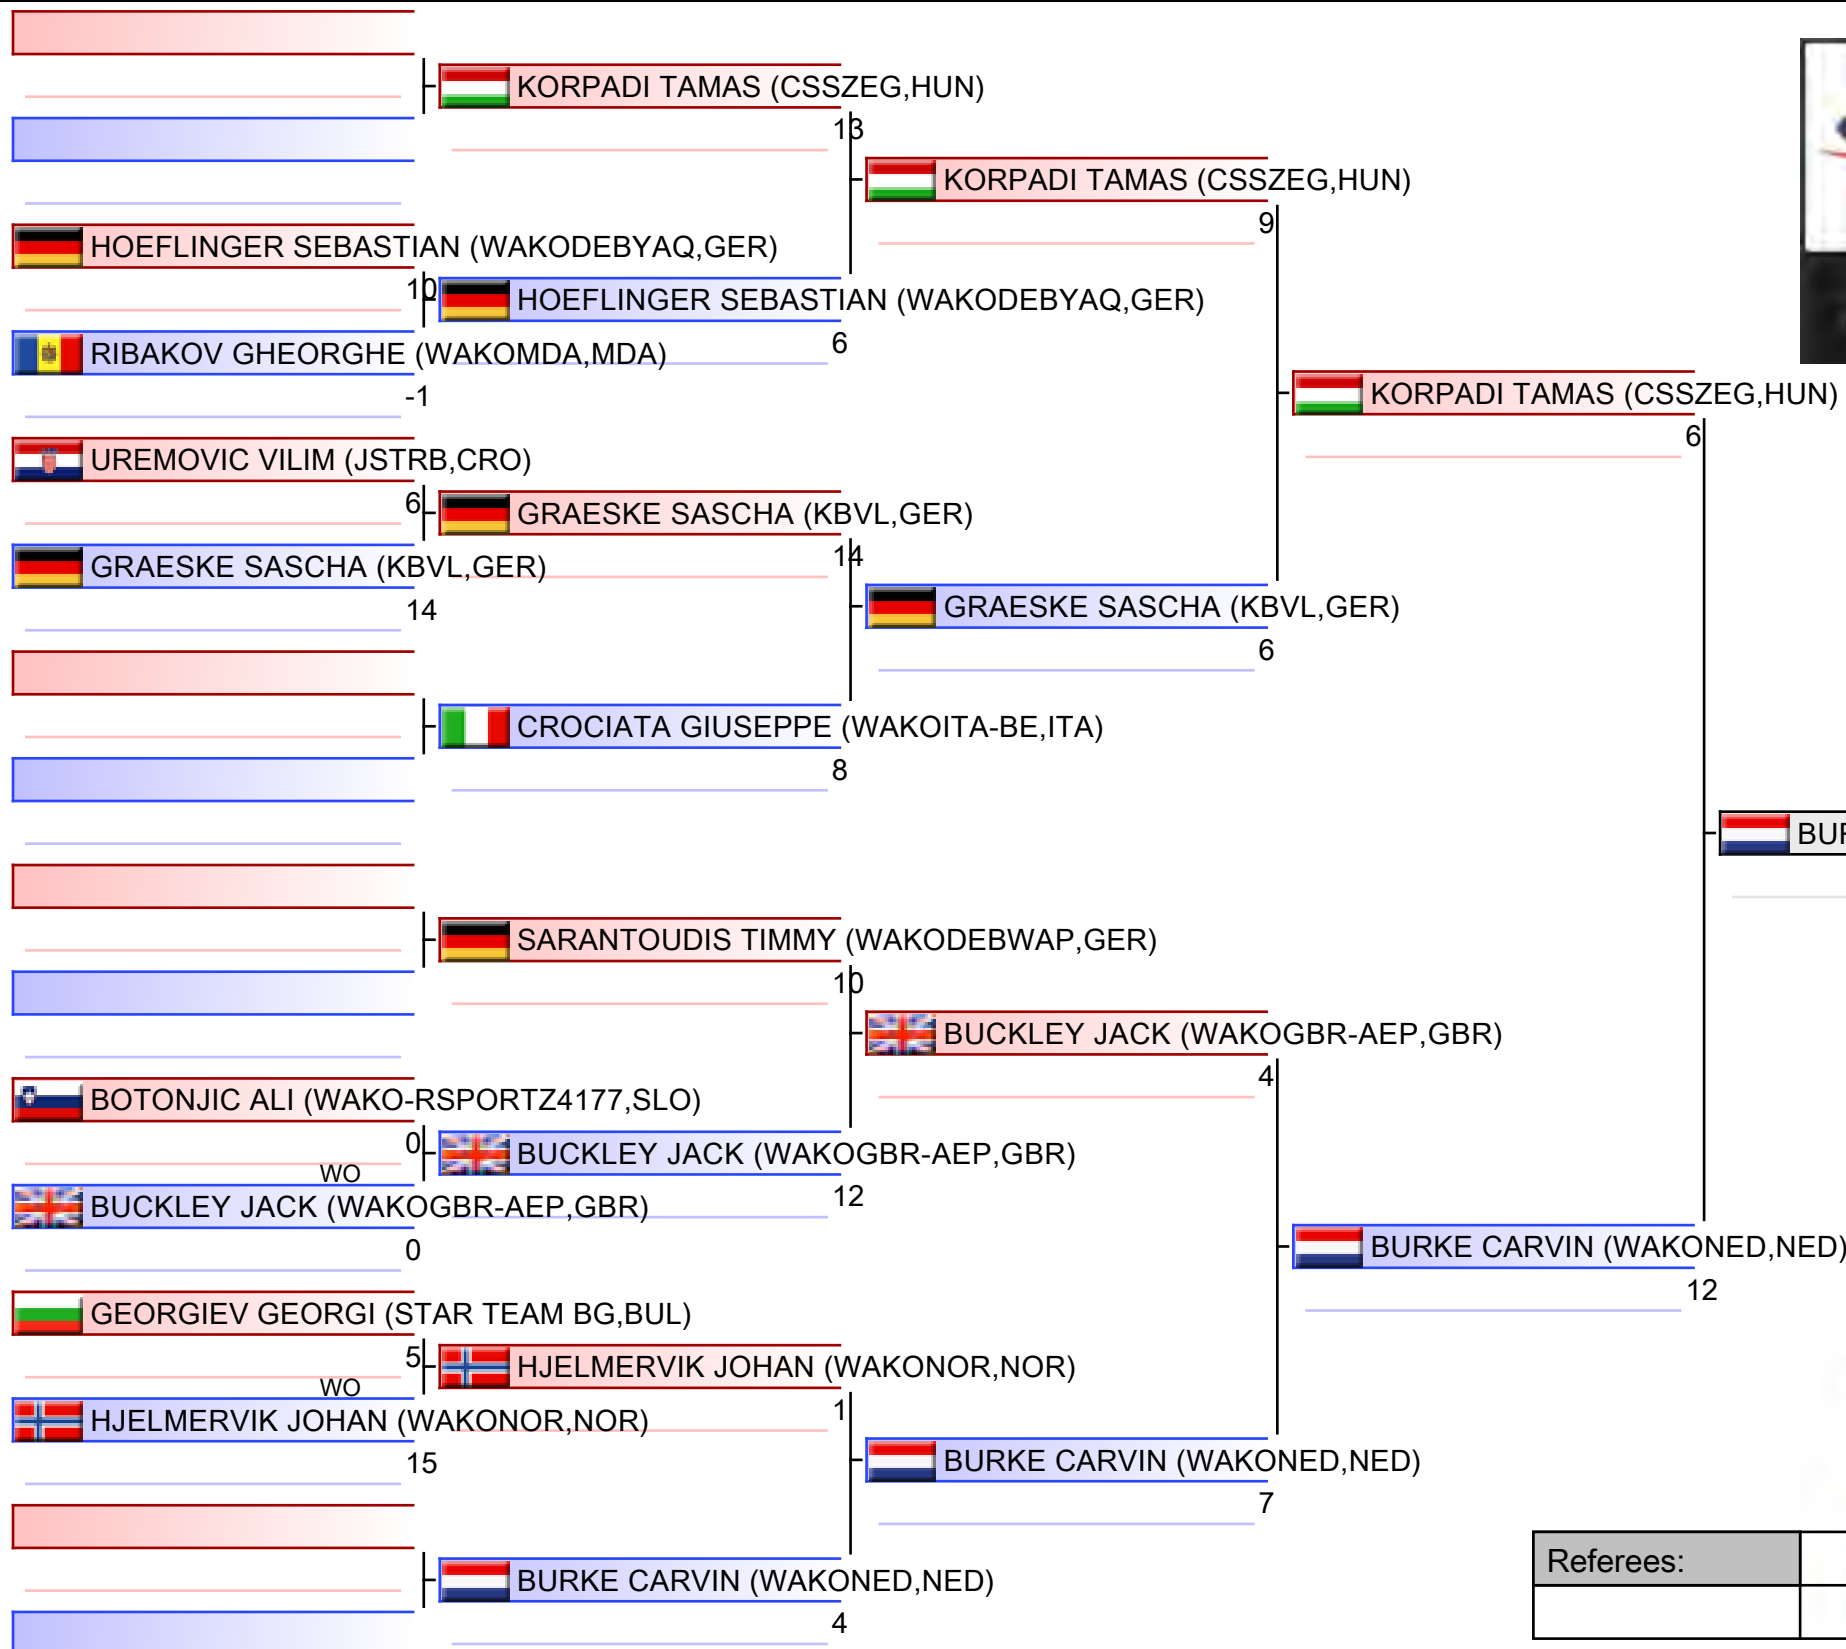 KORPADI TAMAS (CSSZEG,HUN)
13
KORPADI TAMAS (CSSZEG,HUN)
9
HOEFLINGER SEBASTIAN (WAKODEBYAQ,GER)
10
HOEFLINGER SEBASTIAN (WAKODEBYAQ,GER)
6
RIBAKOV GHEORGHE (WAKOMDA,MDA)
-1
KORPADI TAMAS (CSSZEG,HUN)
6
UREMOVIC VILIM (JSTRB,CRO)
6
GRAESKE SASCHA (KBVL,GER)
14
GRAESKE SASCHA (KBVL,GER)
14
GRAESKE SASCHA (KBVL,GER)
6
CROCIATA GIUSEPPE (WAKOITA-BE,ITA)
8
BUR
SARANTOUDIS TIMMY (WAKODEBWAP,GER)
10
BUCKLEY JACK (WAKOGBR-AEP,GBR)
4
BOTONJIC ALI (WAKO-RSPORTZ4177,SLO)
0
WO
BUCKLEY JACK (WAKOGBR-AEP,GBR)
12
BUCKLEY JACK (WAKOGBR-AEP,GBR)
0
BURKE CARVIN (WAKONED,NED)
12
GEORGIEV GEORGI (STAR TEAM BG,BUL)
5
WO
HJELMERVIK JOHAN (WAKONOR,NOR)
1
HJELMERVIK JOHAN (WAKONOR,NOR)
15
BURKE CARVIN (WAKONED,NED)
7
BURKE CARVIN (WAKONED,NED)
4
Referees: